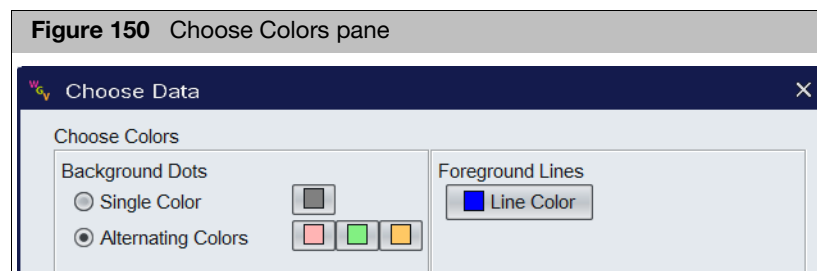 Figure 150 Choose Colors pane
WGV Choose Data
Choose Colors
Background Dots
Single Color
Alternating Colors
Foreground Lines
Line Color